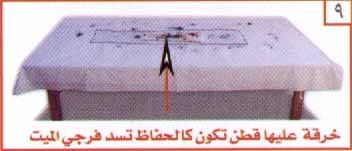 ٩
خرقة عليها قطن تكون كالحفاظ تسد فرجي الميت